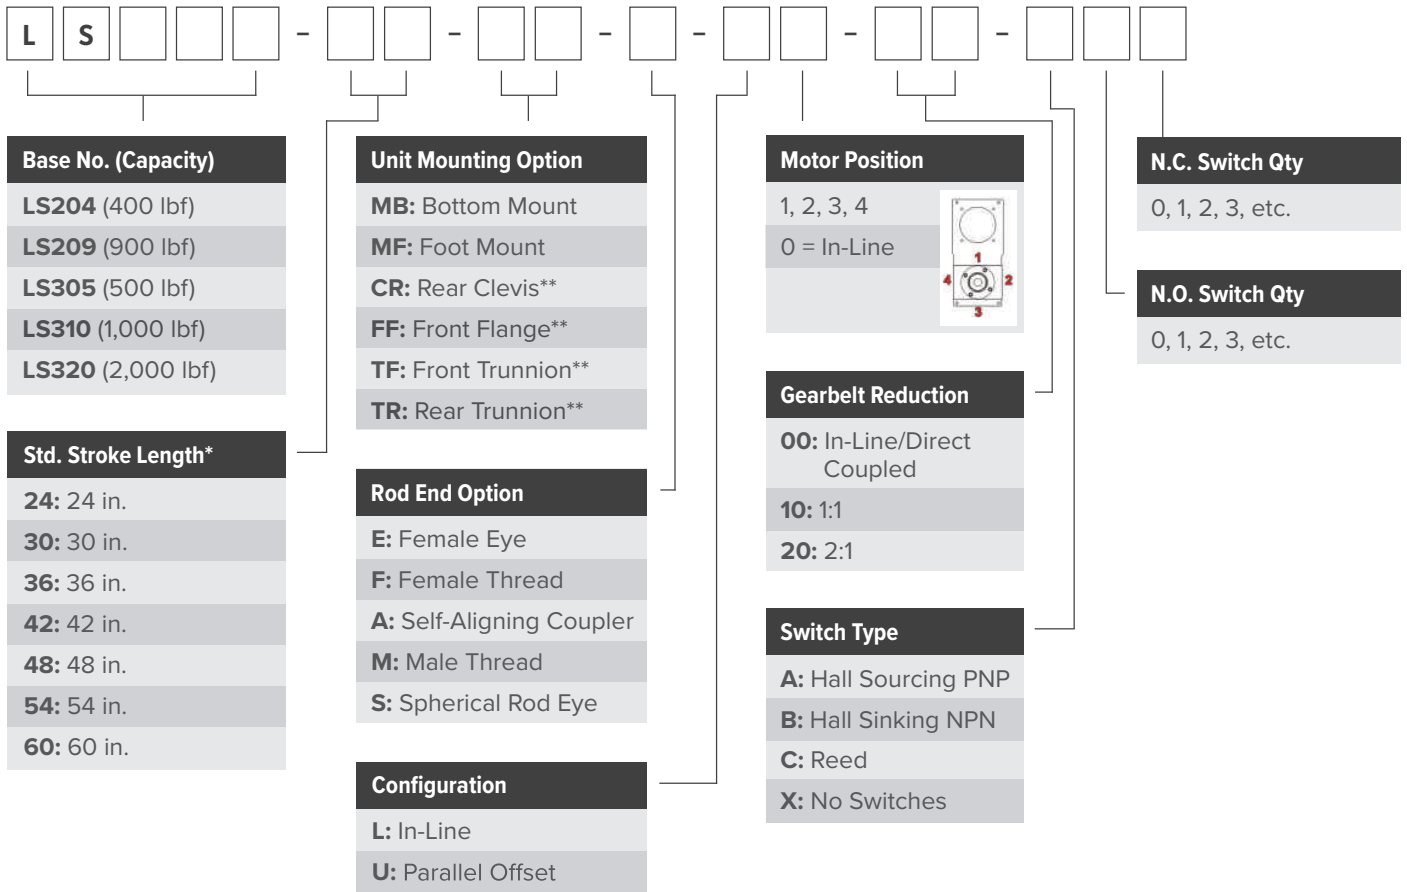 L S – – – – – –
Base No. (Capacity)
LS204 (400 lbf)
LS209 (900 lbf)
LS305 (500 lbf)
LS310 (1,000 lbf)
LS320 (2,000 lbf)
Std. Stroke Length*
24: 24 in.
30: 30 in.
36: 36 in.
42: 42 in.
48: 48 in.
54: 54 in.
60: 60 in.
Unit Mounting Option
MB: Bottom Mount
MF: Foot Mount
CR: Rear Clevis**
FF: Front Flange**
TF: Front Trunnion**
TR: Rear Trunnion**
Rod End Option
E: Female Eye
F: Female Thread
A: Self-Aligning Coupler
M: Male Thread
S: Spherical Rod Eye
Configuration
L: In-Line
U: Parallel Offset
Motor Position
1, 2, 3, 4
0 = In-Line
1
4 2
3
Gearbelt Reduction
00: In-Line/Direct
Coupled
10: 1:1
20: 2:1
Switch Type
A: Hall Sourcing PNP
B: Hall Sinking NPN
C: Reed
X: No Switches
N.C. Switch Qty
0, 1, 2, 3, etc.
N.O. Switch Qty
0, 1, 2, 3, etc.